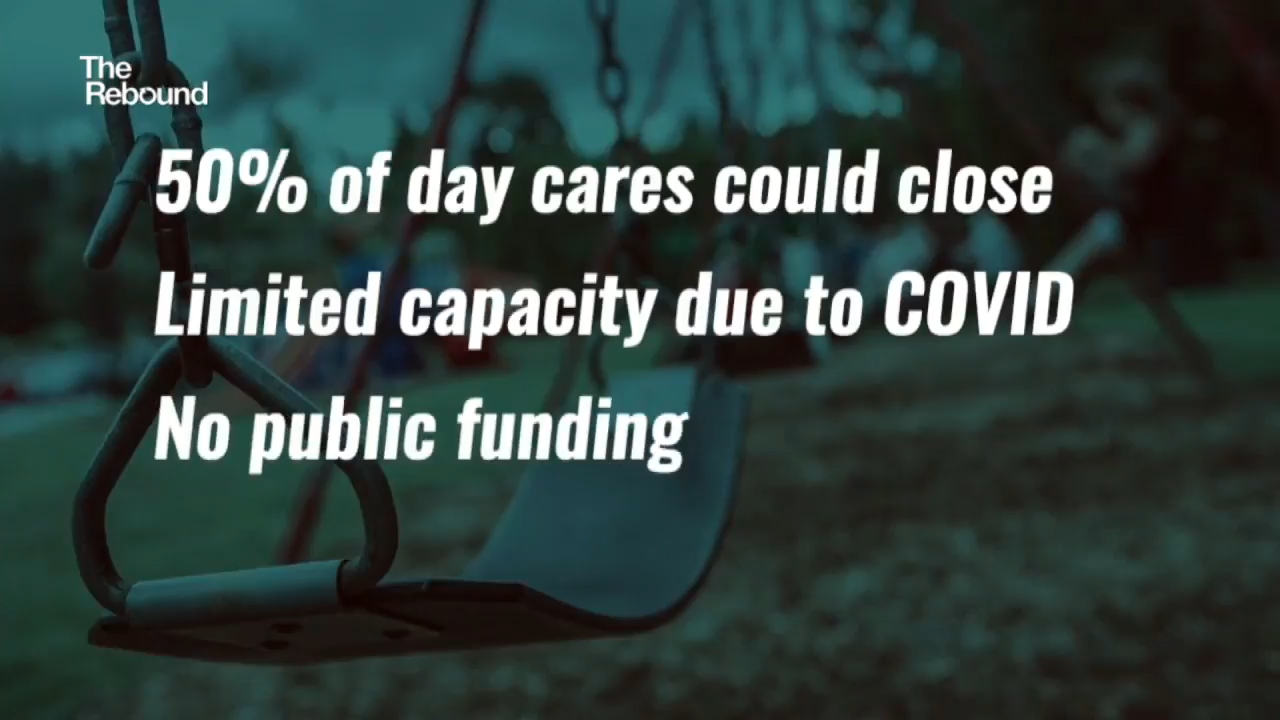 The
Rebound
50% of day cares could close
Limited capacity due to COVID
No public funding